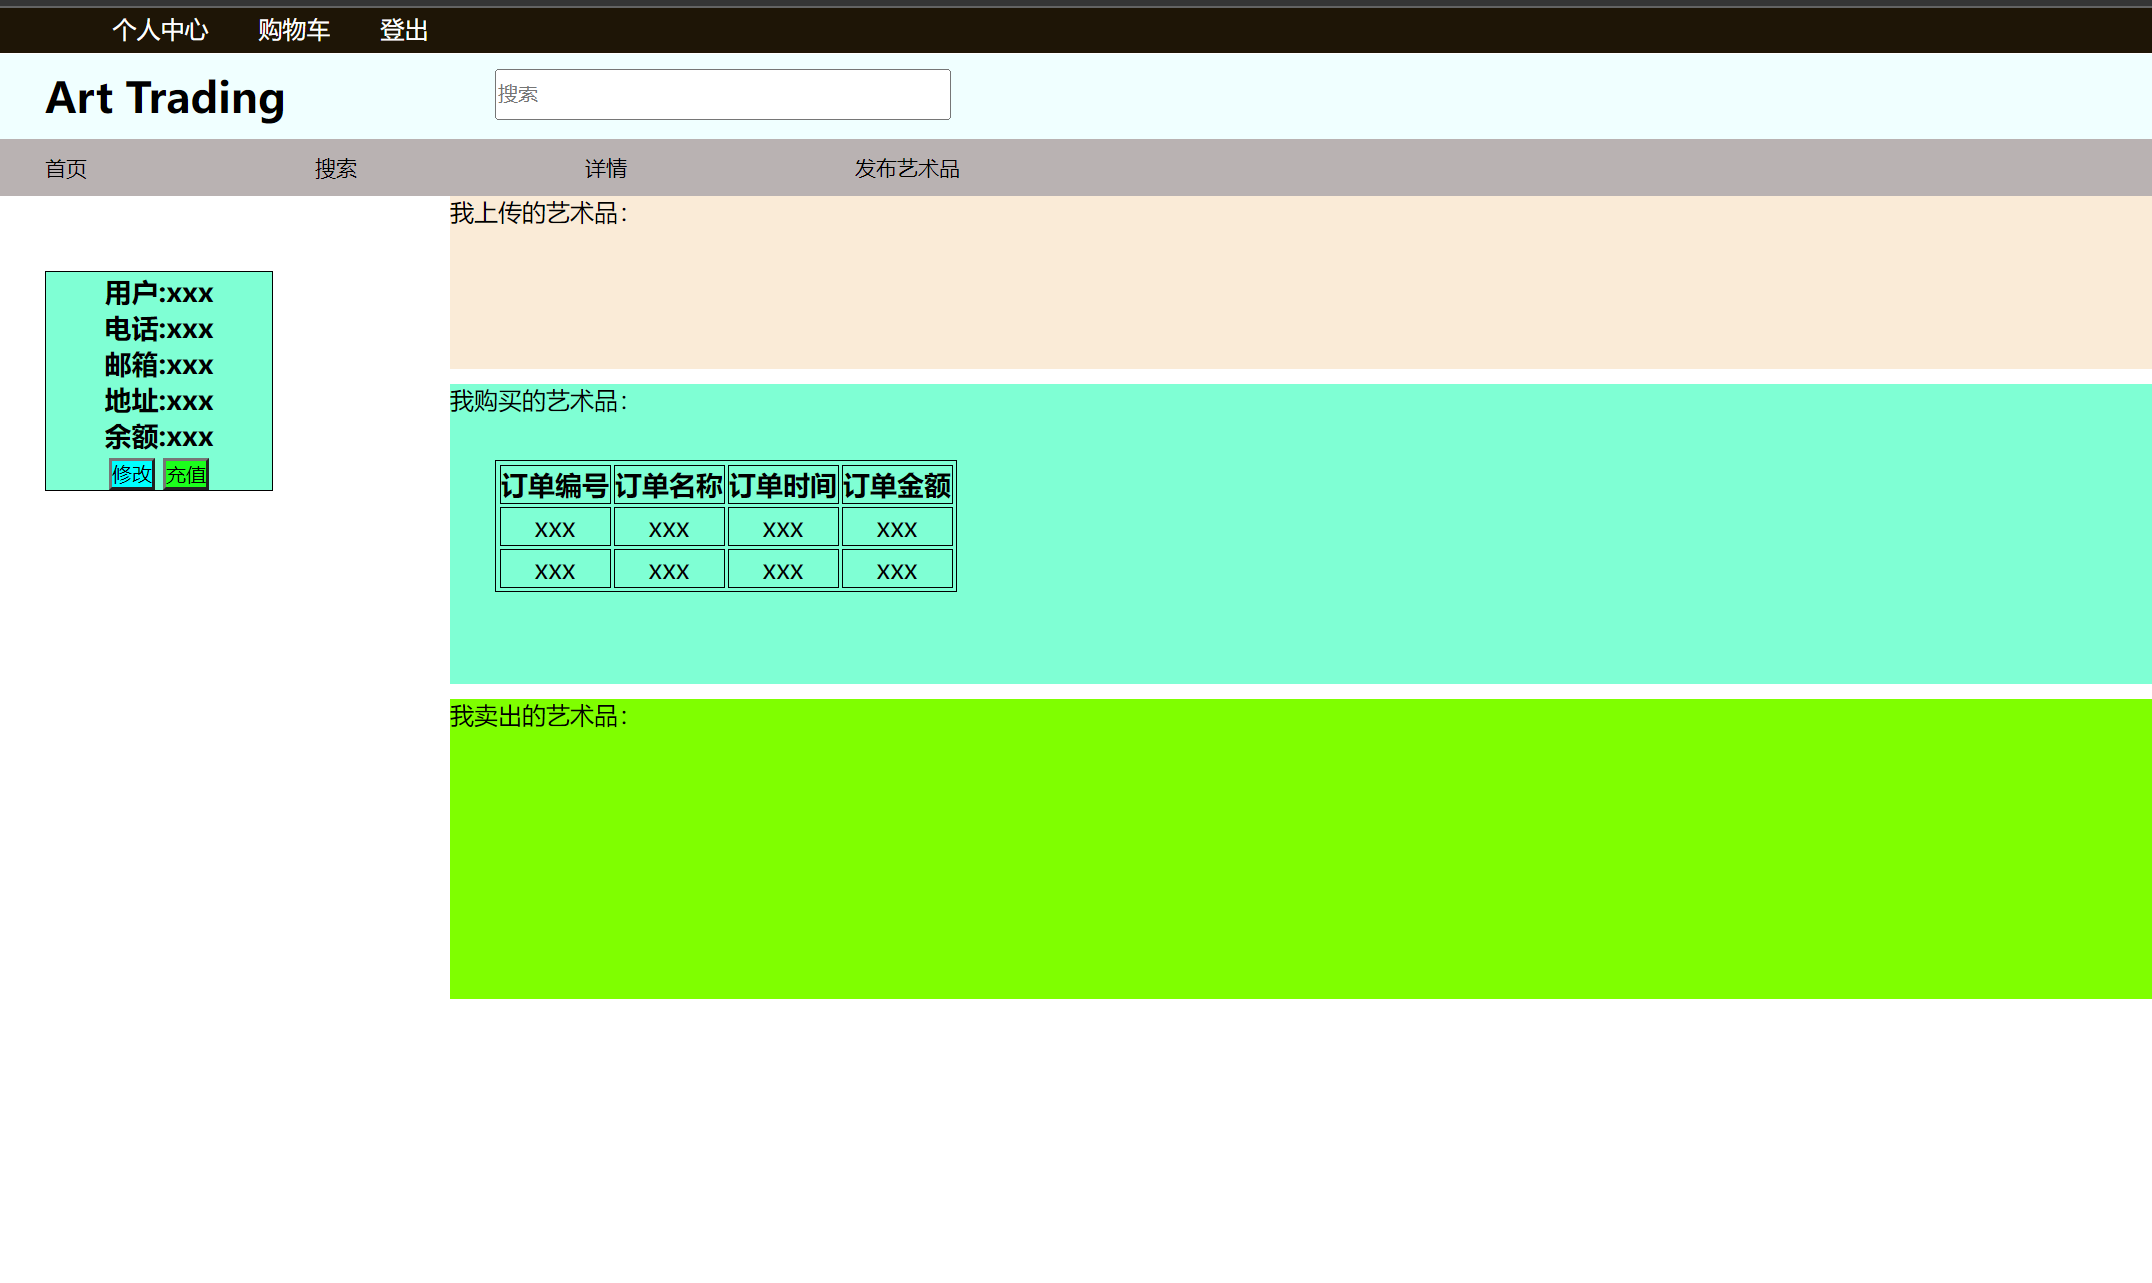 个人中心 购物车 登出
Art Trading
搜索
首页 搜索 详情 发布艺术品
用户:xxx
电话:xxx
邮箱:xxx
地址:xxx
余额:xxx
修改 充值
我上传的艺术品：
我购买的艺术品：
订单编号 订单名称 订单时间 订单金额
xxx xxx xxx xxx
xxx xxx xxx xxx
我卖出的艺术品：